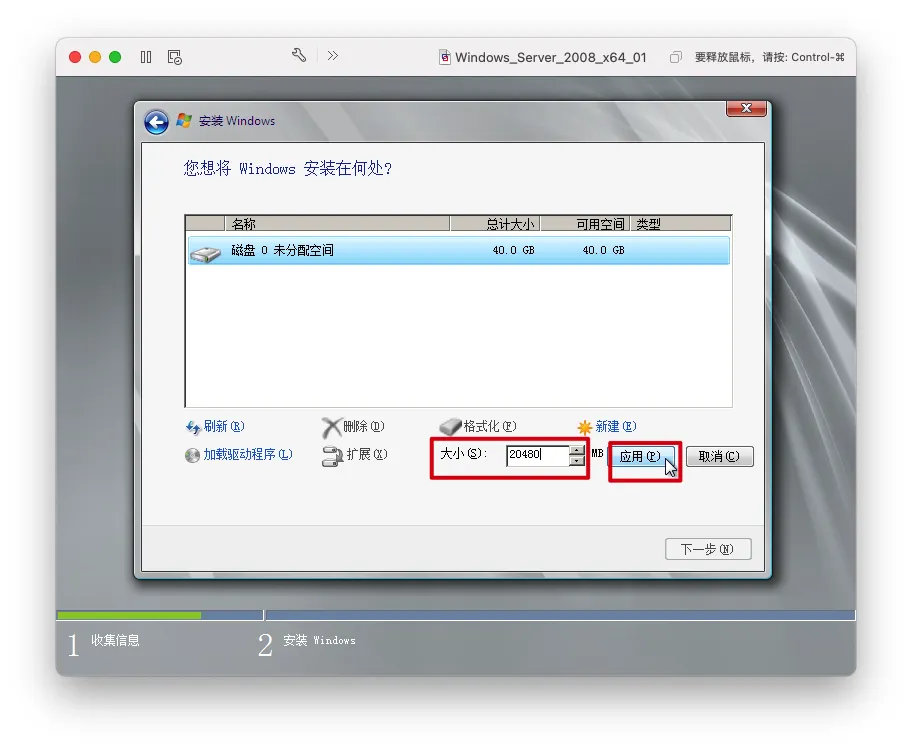 Windows_Server_2008_x64_01 要释放鼠标，请按: Control-⌘
安装 Windows
您想将 Windows 安装在何处?
名称 总计大小 可用空间 类型
磁盘 0 未分配空间 40.0 GB 40.0 GB
刷新(R) 删除(D) 格式化(F) 新建(E)
加载驱动程序(L) 扩展(X) 大小(S): 20480 MB 应用(P) 取消(C)
下一步(N)
1 收集信息 2 安装 Windows